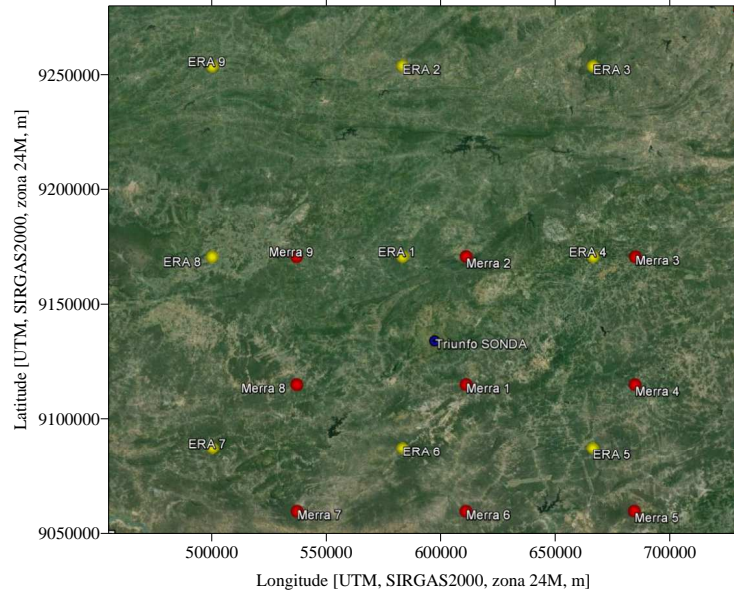 ERA 9
ERA 2
ERA 3
9250000
9200000
Merra 9
ERA 1
ERA 4
ERA 8
Merra 2
Merra 3
9150000
Triunfo SONDA
Merra 8
Merra 1
Merra 4
9100000
ERA 7
ERA 6
ERA 5
Merra 7
Merra 6
Merra 5
9050000
500000
550000
600000
650000
700000
Latitude [UTM, SIRGAS2000, zona 24M, m]
Longitude [UTM, SIRGAS2000, zona 24M, m]